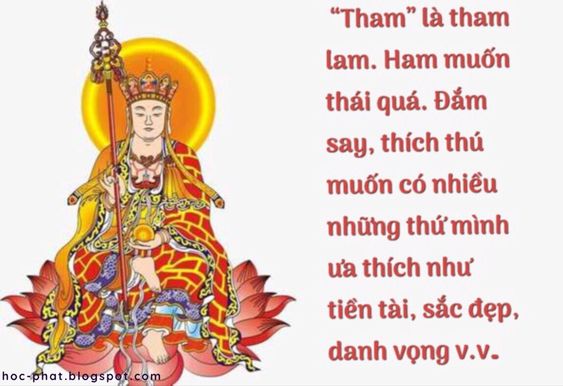 “Tham” là tham
lam. Ham muốn
thái quá. Đắm
say, thích thú
muốn có nhiều
những thứ mình
ưa thích như
tiền tài, sắc đẹp,
danh vọng v.v..
hoc-phat.blogspot.com